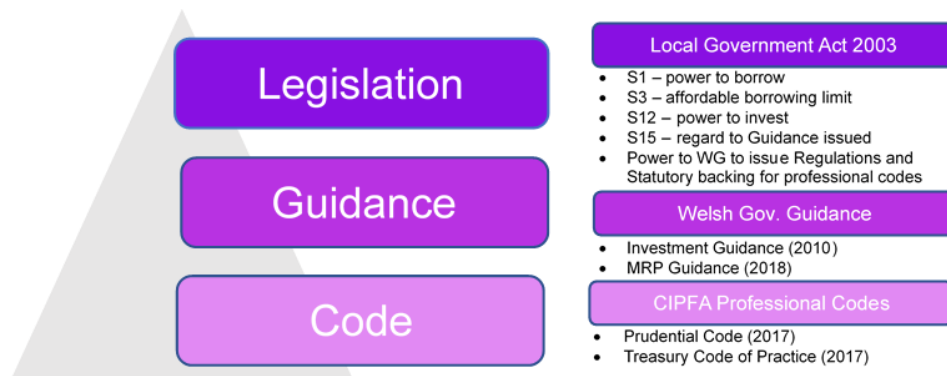 Legislation
Local Government Act 2003
• S1 – power to borrow
• S3 – affordable borrowing limit
• S12 – power to invest
• S15 – regard to Guidance issued
• Power to WG to issue Regulations and
Statutory backing for professional codes
Guidance
Welsh Gov. Guidance
• Investment Guidance (2010)
• MRP Guidance (2018)
Code
CIPFA Professional Codes
• Prudential Code (2017)
• Treasury Code of Practice (2017)